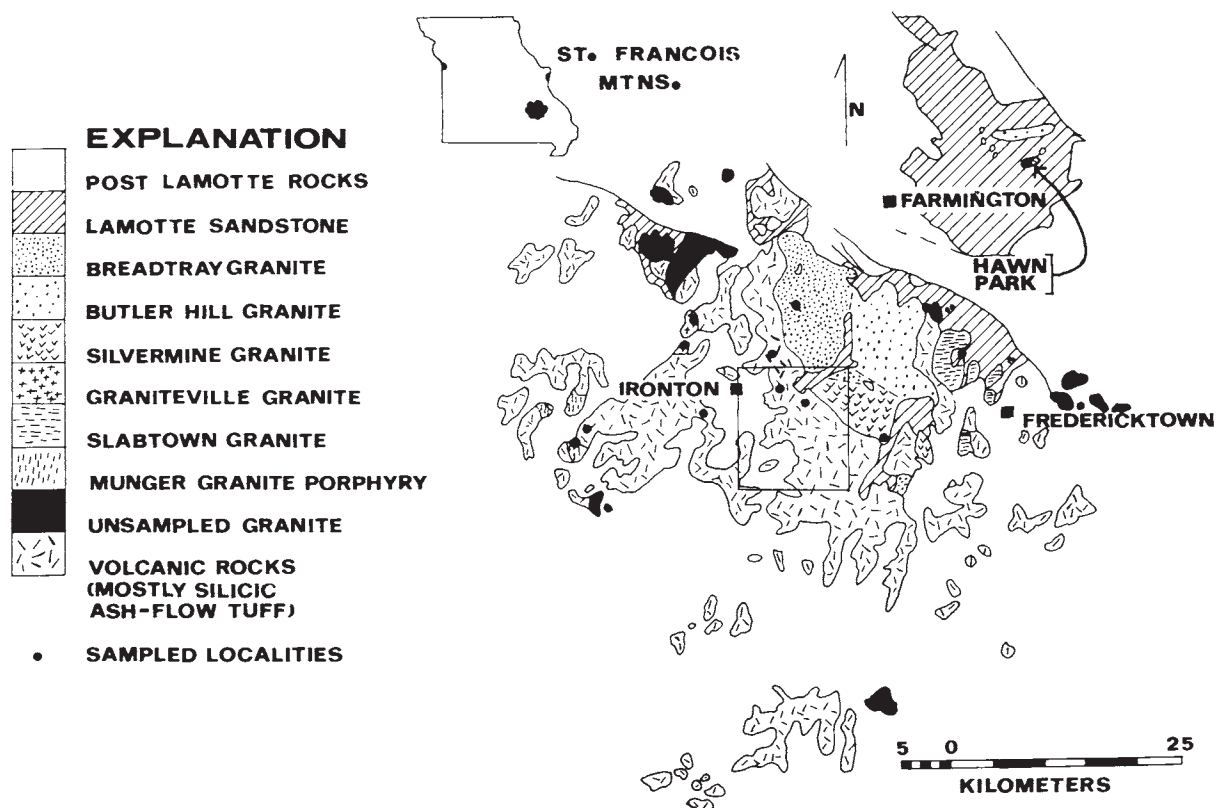 ST. FRANCOIS
MTNS.
N
EXPLANATION
POST LAMOTTE ROCKS
LAMOTTE SANDSTONE
BREADTRAY GRANITE
BUTLER HILL GRANITE
SILVERMINE GRANITE
GRANITEVILLE GRANITE
SLABTOWN GRANITE
MUNGER GRANITE PORPHYRY
UNSAMPLED GRANITE
VOLCANIC ROCKS
(MOSTLY SILICIC
ASH-FLOW TUFF)
SAMPLED LOCALITIES
FARMINGTON
HAWN
PARK
IRONTON
FREDERICKTOWN
5 0 25
KILOMETERS